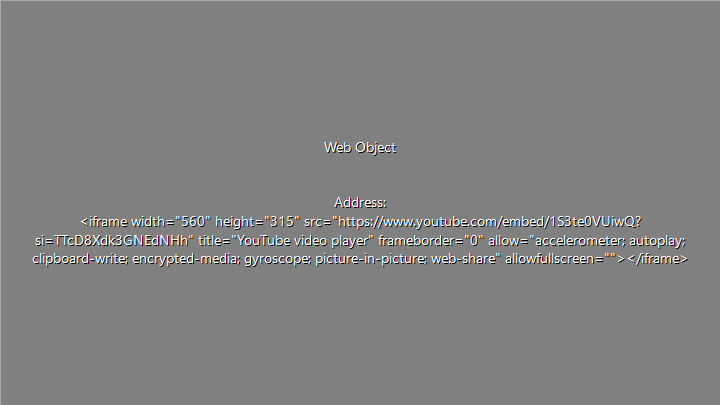 Web Object
Address:
<iframe width="560" height="315" src="https://www.youtube.com/embed/1S3te0VUiwQ?
si=TTcD8Xdk3GNEdNHh" title="YouTube video player" frameborder="0" allow="accelerometer; autoplay;
clipboard-write; encrypted-media; gyroscope; picture-in-picture; web-share" allowfullscreen=""></iframe>